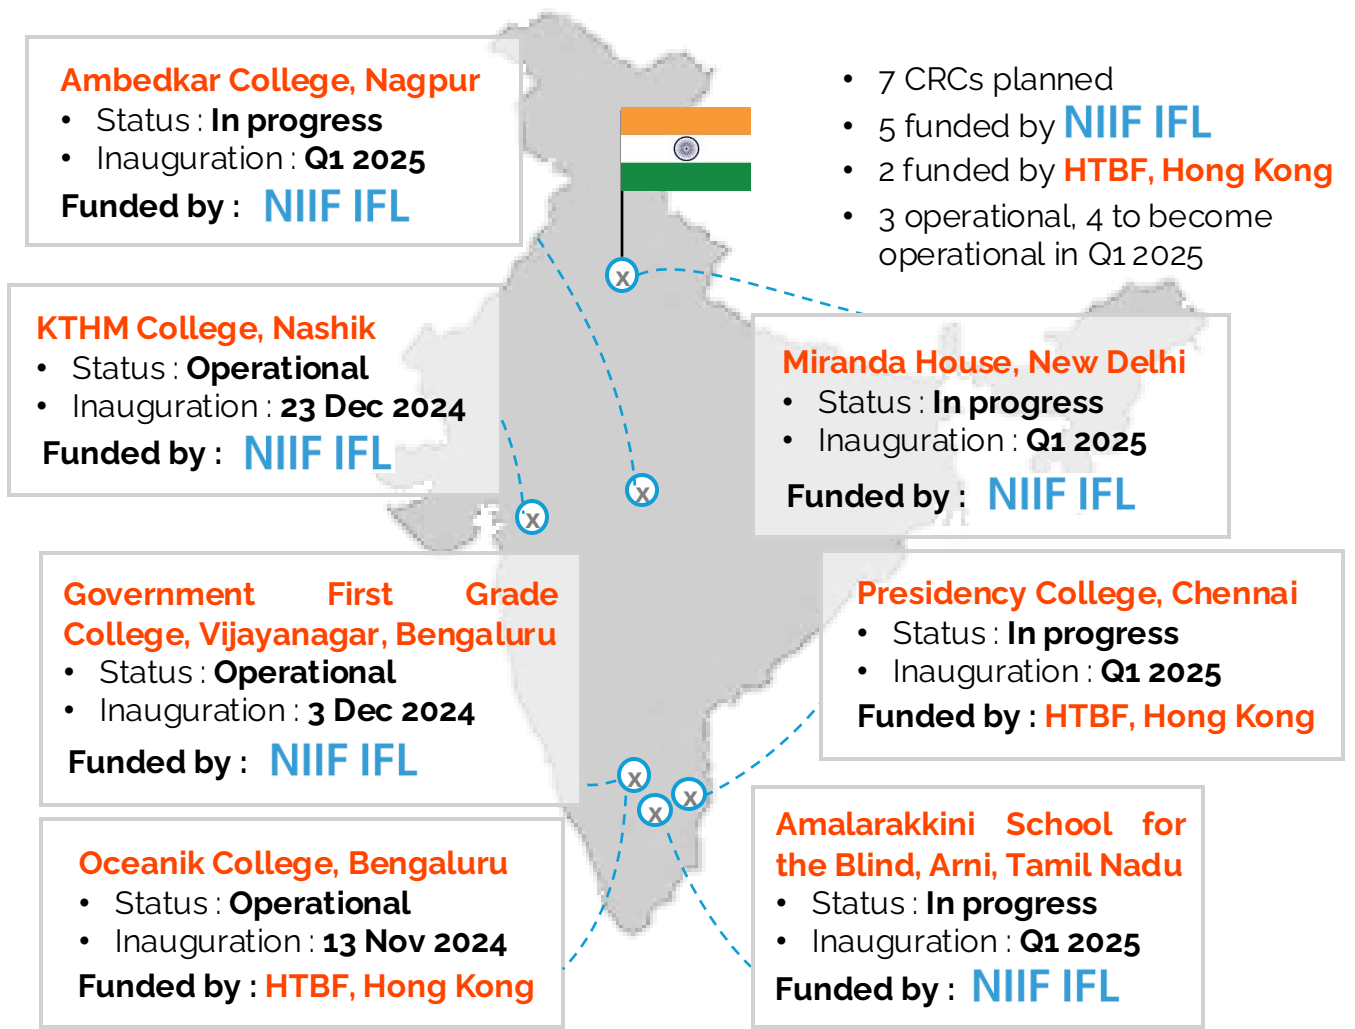 Ambedkar College, Nagpur
• Status : In progress
• Inauguration : Q1 2025
Funded by : NIIF IFL
• 7 CRCs planned
• 5 funded by NIIF IFL
• 2 funded by HTBF, Hong Kong
• 3 operational, 4 to become
operational in Q1 2025
x
KTHM College, Nashik
• Status : Operational
• Inauguration : 23 Dec 2024
Funded by : NIIF IFL
Miranda House, New Delhi
• Status : In progress
• Inauguration : Q1 2025
Funded by : NIIF IFL
x
x
Government First Grade
College, Vijayanagar, Bengaluru
• Status : Operational
• Inauguration : 3 Dec 2024
Funded by : NIIF IFL
Presidency College, Chennai
• Status : In progress
• Inauguration : Q1 2025
Funded by : HTBF, Hong Kong
x
x
x
Oceanik College, Bengaluru
• Status : Operational
• Inauguration : 13 Nov 2024
Funded by : HTBF, Hong Kong
Amalarakkini School for
the Blind, Arni, Tamil Nadu
• Status : In progress
• Inauguration : Q1 2025
Funded by : NIIF IFL